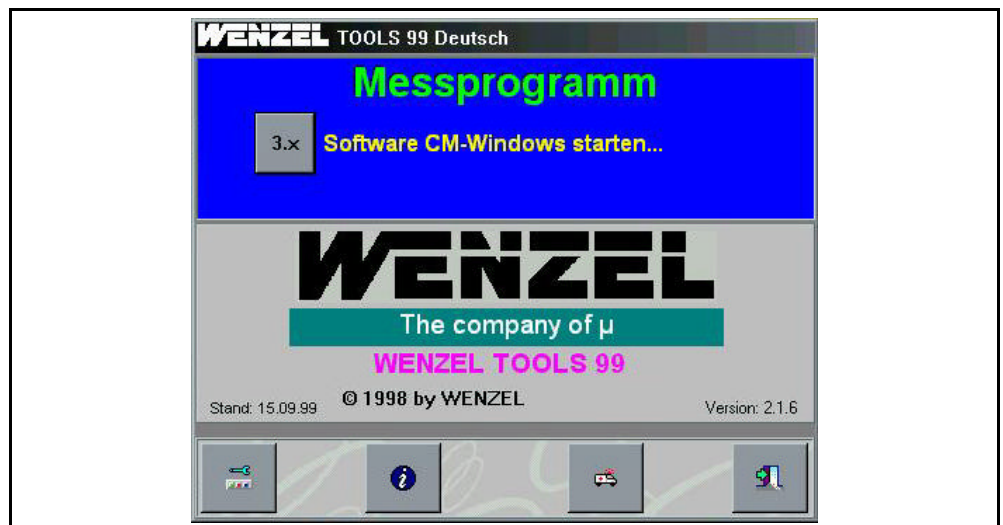 WENZEL TOOLS 99 Deutsch
Messprogramm
3.x Software CM-Windows starten...
WENZEL
The company of µ
WENZEL TOOLS 99
Stand: 15.09.99 © 1998 by WENZEL Version: 2.1.6
i